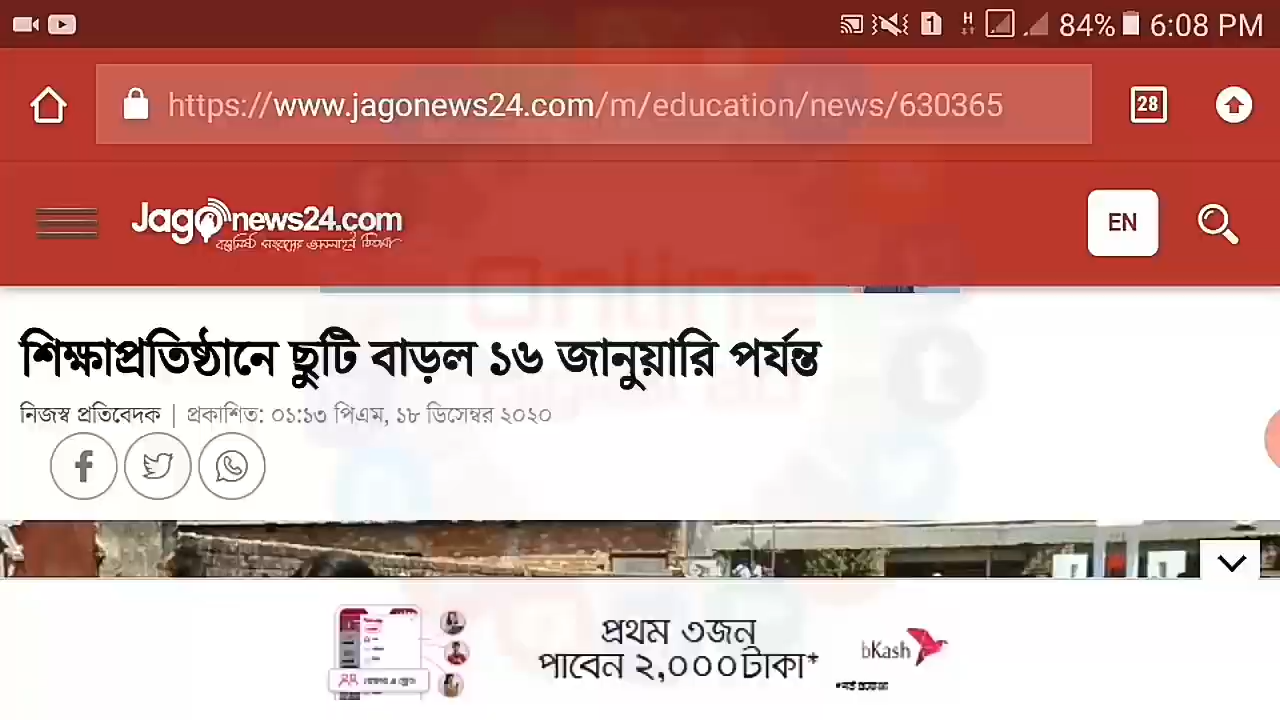 84% 6:08 PM
https://www.jagonews24.com/m/education/news/630365
28
Jagonews24.com
EN
Online
শিক্ষাপ্রতিষ্ঠানে ছুটি বাড়ল ১৬ জানুয়ারি পর্যন্ত
নিজস্ব প্রতিবেদক | প্রকাশিত: ০১:১৩ পিএম, ১৮ ডিসেম্বর ২০২০
প্রথম ৩জন
পাবেন ২,০০০টাকা*
bKash